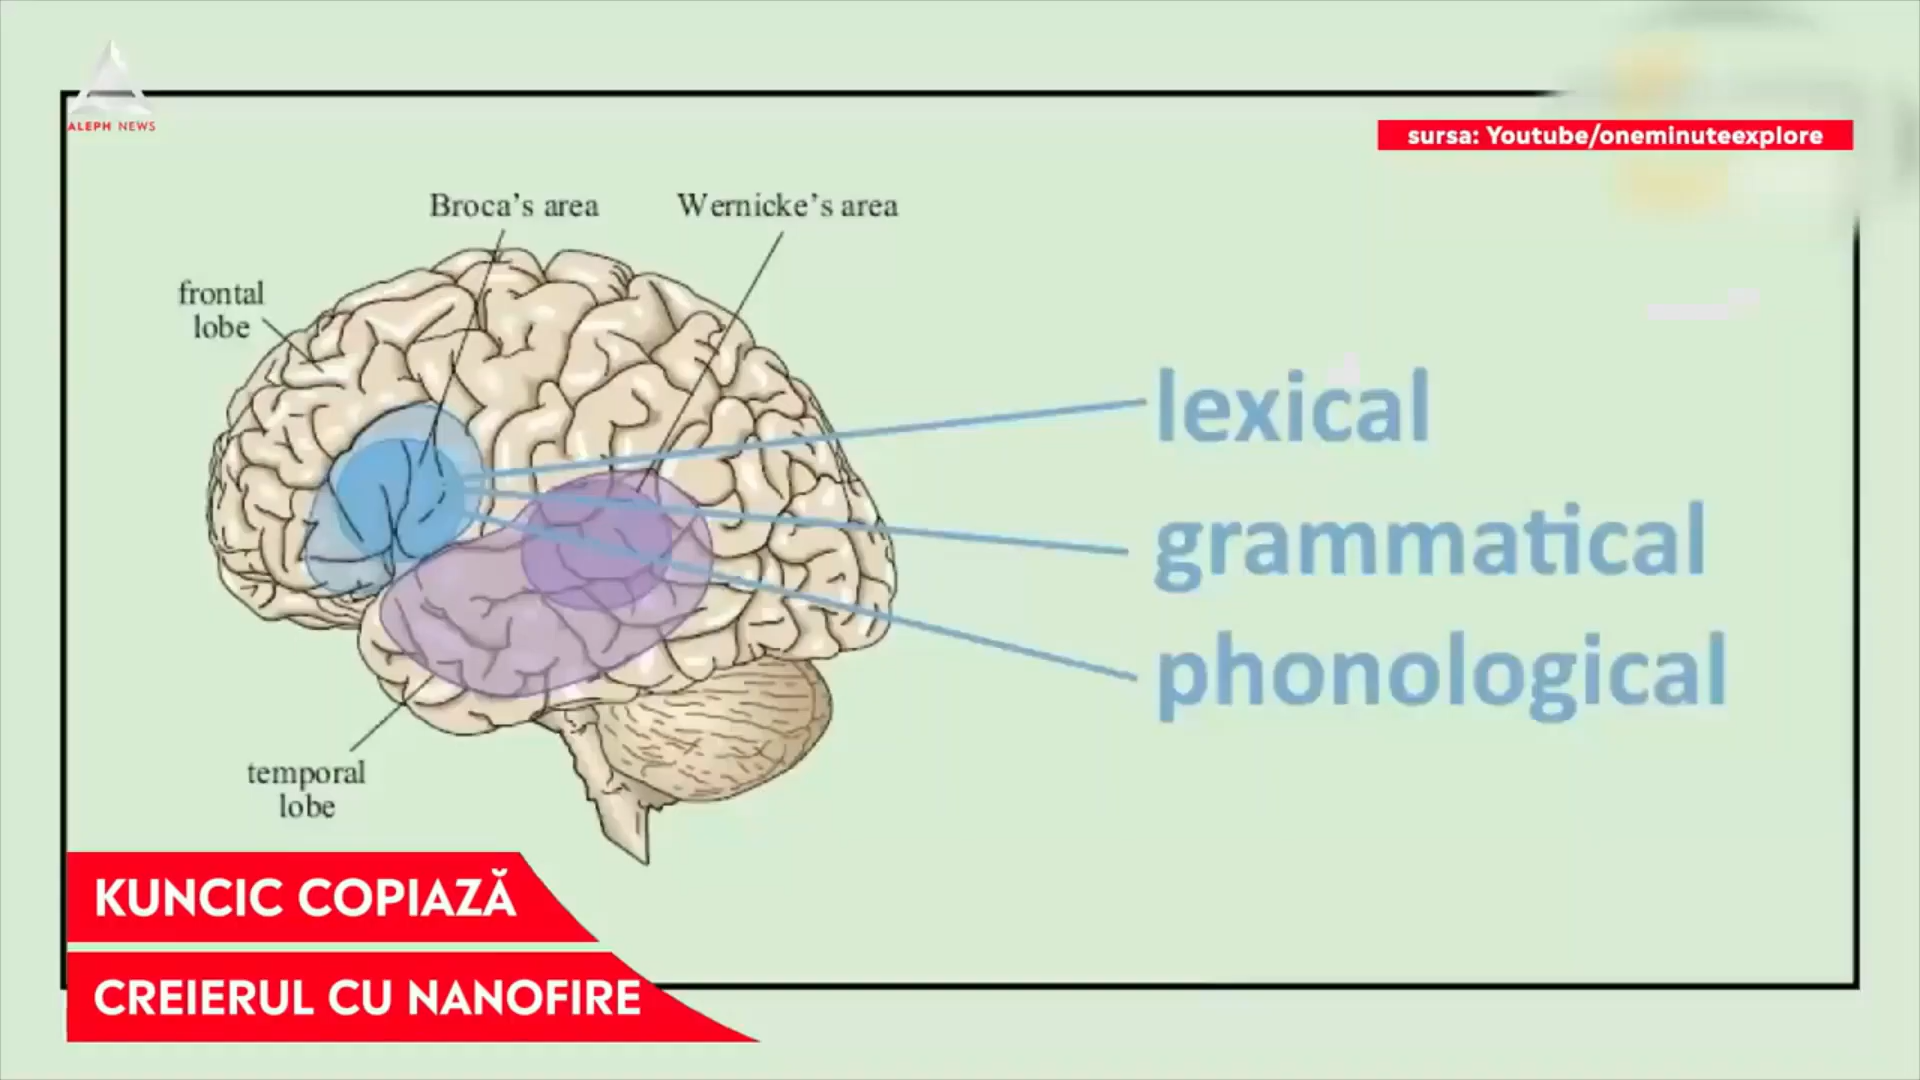 ALEPH NEWS
sursa: Youtube/oneminuteexplore
Broca's area
Wernicke's area
frontal
lobe
lexical
grammatical
phonological
temporal
lobe
KUNCIC COPIAZĂ
CREIERUL CU NANOFIRE